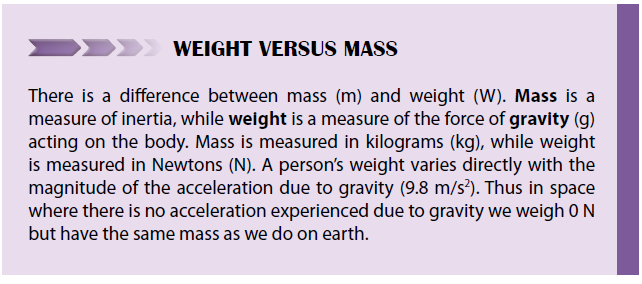 WEIGHT VERSUS MASS
There is a difference between mass (m) and weight (W). Mass is a
measure of inertia, while weight is a measure of the force of gravity (g)
acting on the body. Mass is measured in kilograms (kg), while weight
is measured in Newtons (N). A person’s weight varies directly with the
magnitude of the acceleration due to gravity (9.8 m/s²). Thus in space
where there is no acceleration experienced due to gravity we weigh 0 N
but have the same mass as we do on earth.